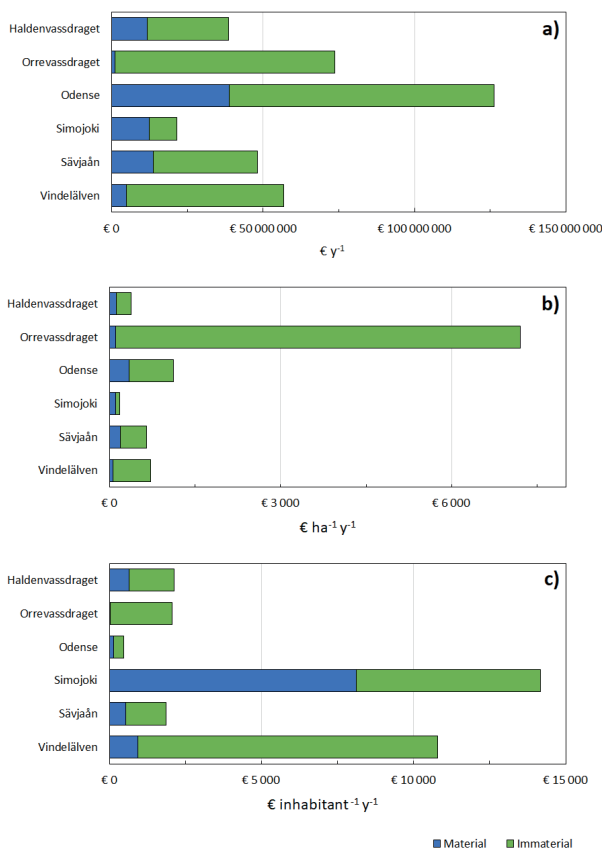 a)
Haldenvassdraget
Orrevassdraget
Odense
Simojoki
Sävjaån
Vindelälven
€ 0 € 50 000 000 € 100 000 000 € 150 000 000
€ y⁻¹
b)
Haldenvassdraget
Orrevassdraget
Odense
Simojoki
Sävjaån
Vindelälven
€ 0 € 3 000 € 6 000
€ ha⁻¹ y⁻¹
c)
Haldenvassdraget
Orrevassdraget
Odense
Simojoki
Sävjaån
Vindelälven
€ 0 € 5 000 € 10 000 € 15 000
€ inhabitant ⁻¹ y⁻¹
Material Immaterial